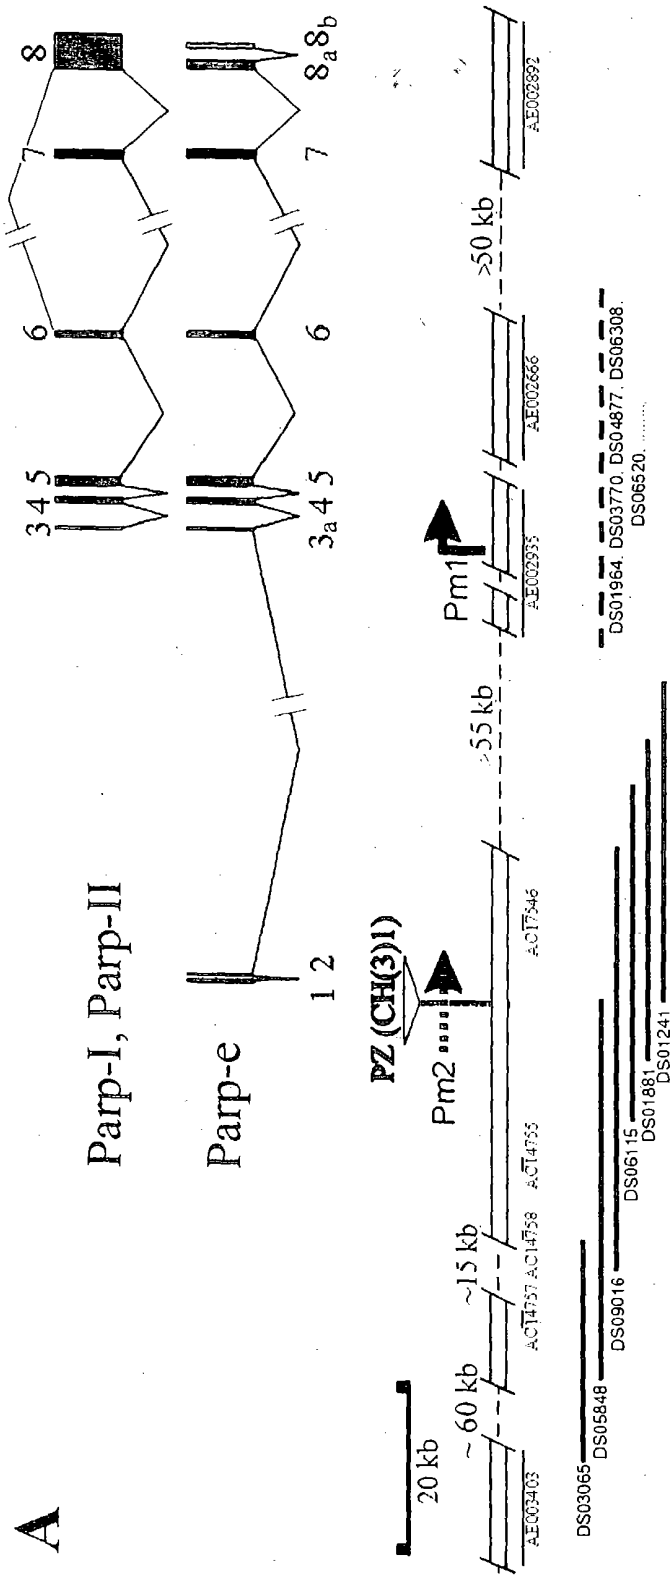 A
Parp-I, Parp-II
3 4 5 6 7 8
Parp-e
1 2 3a 4 5 6 7 8a 8b
PZ (CH(3)1)
Pm2
Pm1
20 kb
~ 60 kb
~15 kb
>55 kb
>50 kb
AE003403
AC14757
AC14758
AC14755
AC17546
AE002935
AE002666
AE002892
DS03065
DS05848
DS09016
DS06115
DS01881
DS01241
DS01964. DS03770. DS04877. DS06308.
DS06520.